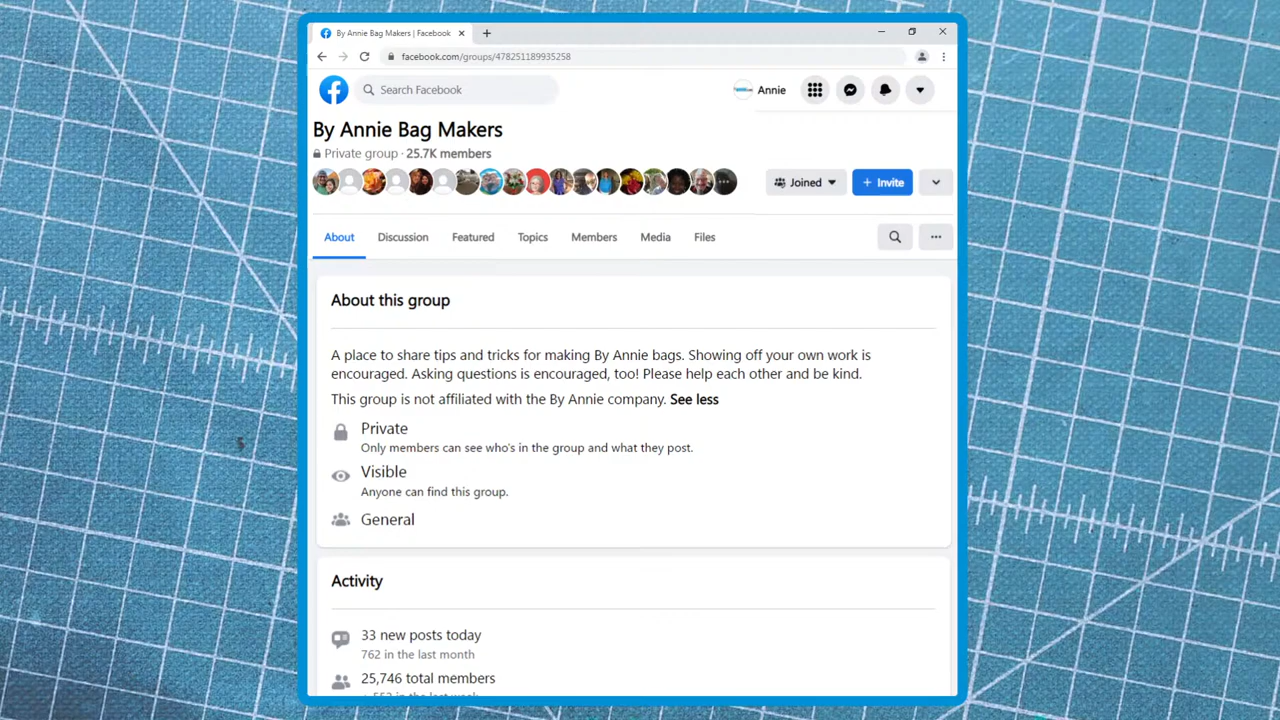 By Annie Bag Makers | Facebook
facebook.com/groups/478251189935258
Search Facebook
Annie
By Annie Bag Makers
Private group · 25.7K members
Joined
+ Invite
About Discussion Featured Topics Members Media Files
About this group
A place to share tips and tricks for making By Annie bags. Showing off your own work is
encouraged. Asking questions is encouraged, too! Please help each other and be kind.
This group is not affiliated with the By Annie company. See less
Private
Only members can see who's in the group and what they post.
Visible
Anyone can find this group.
General
Activity
33 new posts today
762 in the last month
25,746 total members